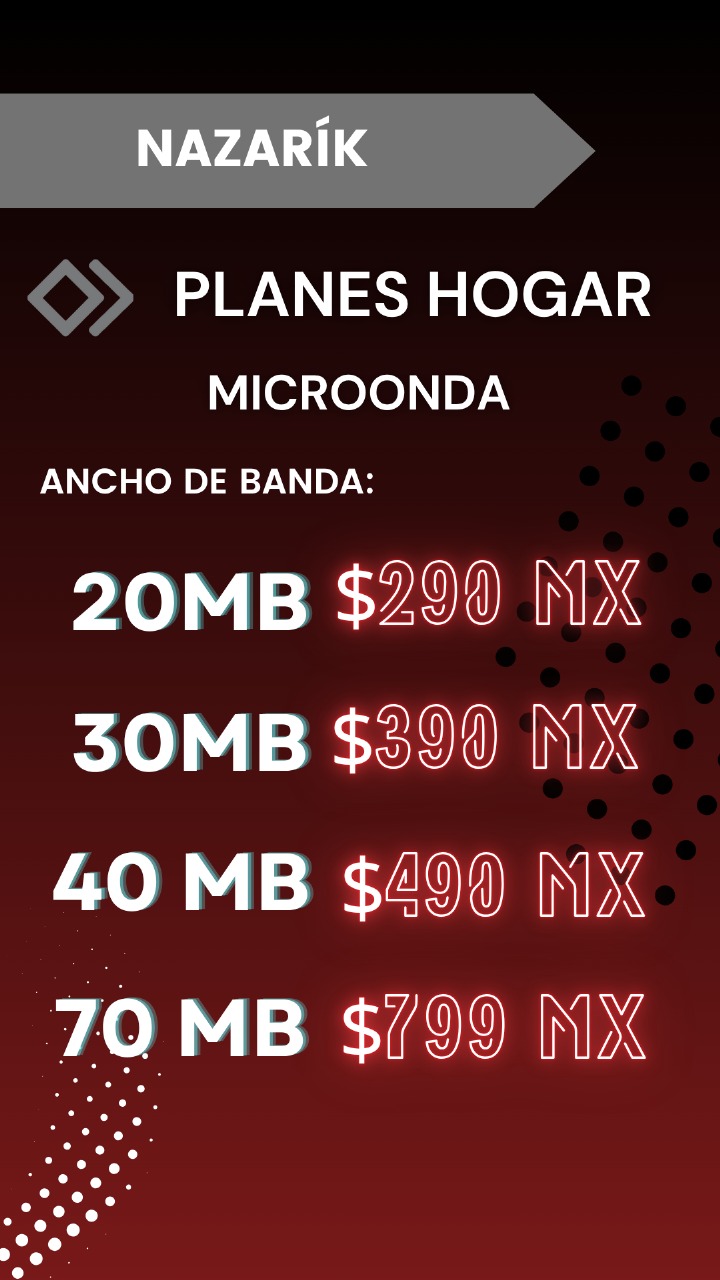 NAZARÍK
PLANES HOGAR
MICROONDA
ANCHO DE BANDA:
20MB $290 MX
30MB $390 MX
40 MB $490 MX
70 MB $799 MX